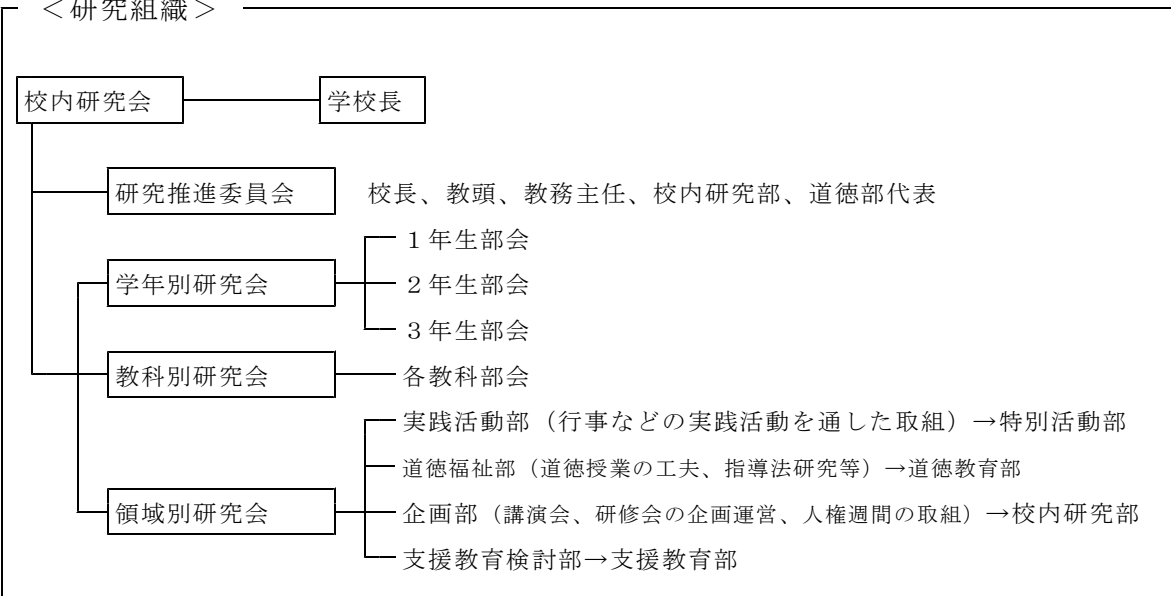 ＜研究組織＞
校内研究会 学校長
研究推進委員会 校長、教頭、教務主任、校内研究部、道徳部代表
１年生部会
学年別研究会 ２年生部会
３年生部会
教科別研究会 各教科部会
実践活動部（行事などの実践活動を通した取組）→特別活動部
道徳福祉部（道徳授業の工夫、指導法研究等）→道徳教育部
領域別研究会 企画部（講演会、研修会の企画運営、人権週間の取組）→校内研究部
支援教育検討部→支援教育部